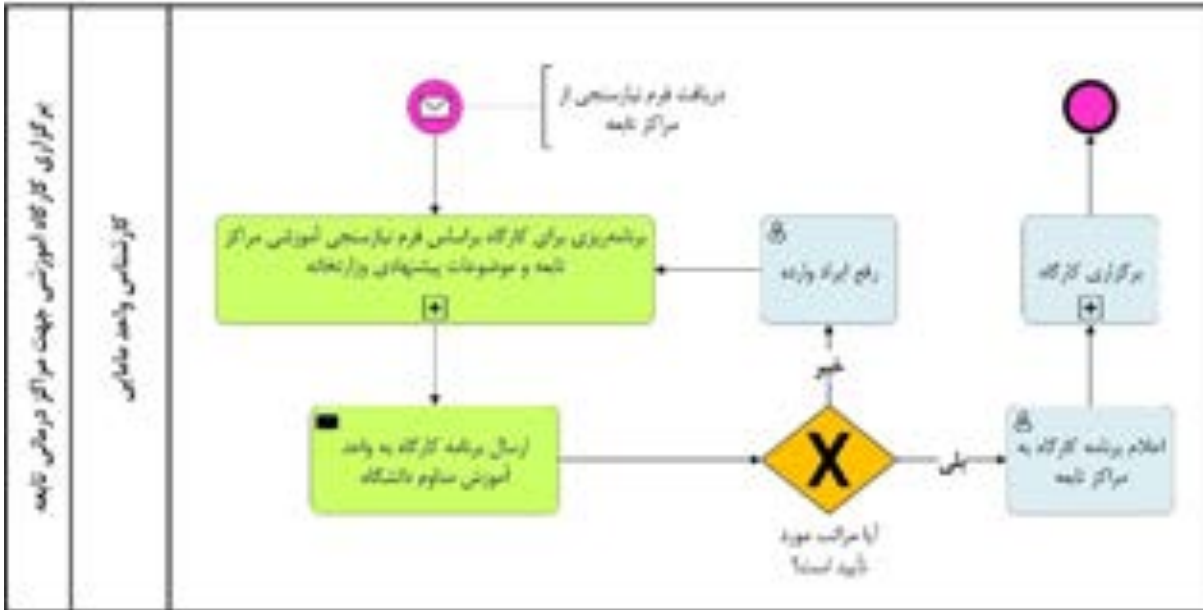 برگزاری کارگاه آموزشی جهت مراکز درمانی تابعه
کارشناس واحد مامایی
دریافت فرم نیازسنجی از
مراکز تابعه
برنامه‌ریزی برای کارگاه براساس فرم نیازسنجی آموزشی مراکز
تابعه و موضوعات پیشنهادی وزارتخانه
رفع ایراد وارده
برگزاری کارگاه
خیر
ارسال برنامه کارگاه به واحد
آموزش مداوم دانشگاه
X
بلی
اعلام برنامه کارگاه به
مراکز تابعه
آیا مراتب مورد
تأیید است؟